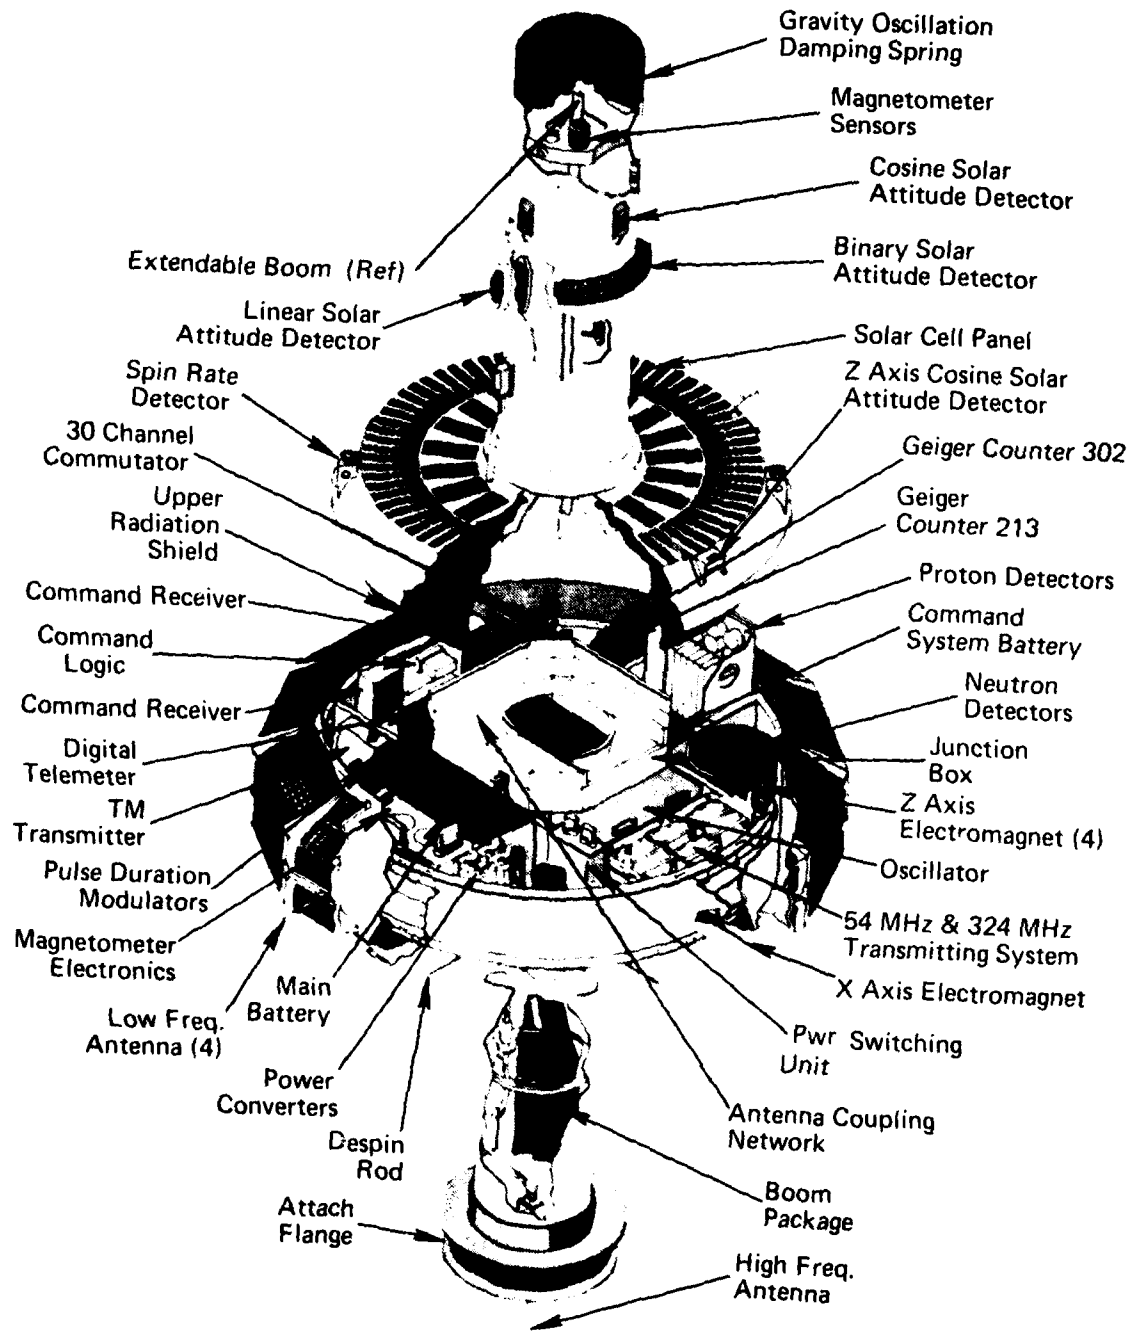 Gravity Oscillation
Damping Spring
Magnetometer
Sensors
Cosine Solar
Attitude Detector
Binary Solar
Attitude Detector
Extendable Boom (Ref)
Linear Solar
Attitude Detector
Solar Cell Panel
Z Axis Cosine Solar
Attitude Detector
Spin Rate
Detector
30 Channel
Commutator
Geiger Counter 302
Upper
Radiation
Shield
Geiger
Counter 213
Proton Detectors
Command Receiver
Command
System Battery
Command
Logic
Neutron
Detectors
Command Receiver
Junction
Box
Digital
Telemeter
Z Axis
Electromagnet (4)
TM
Transmitter
Oscillator
Pulse Duration
Modulators
54 MHz & 324 MHz
Transmitting System
Magnetometer
Electronics
X Axis Electromagnet
Main
Battery
Low Freq.
Antenna (4)
Pwr Switching
Unit
Power
Converters
Antenna Coupling
Network
Despin
Rod
Boom
Package
Attach
Flange
High Freq.
Antenna